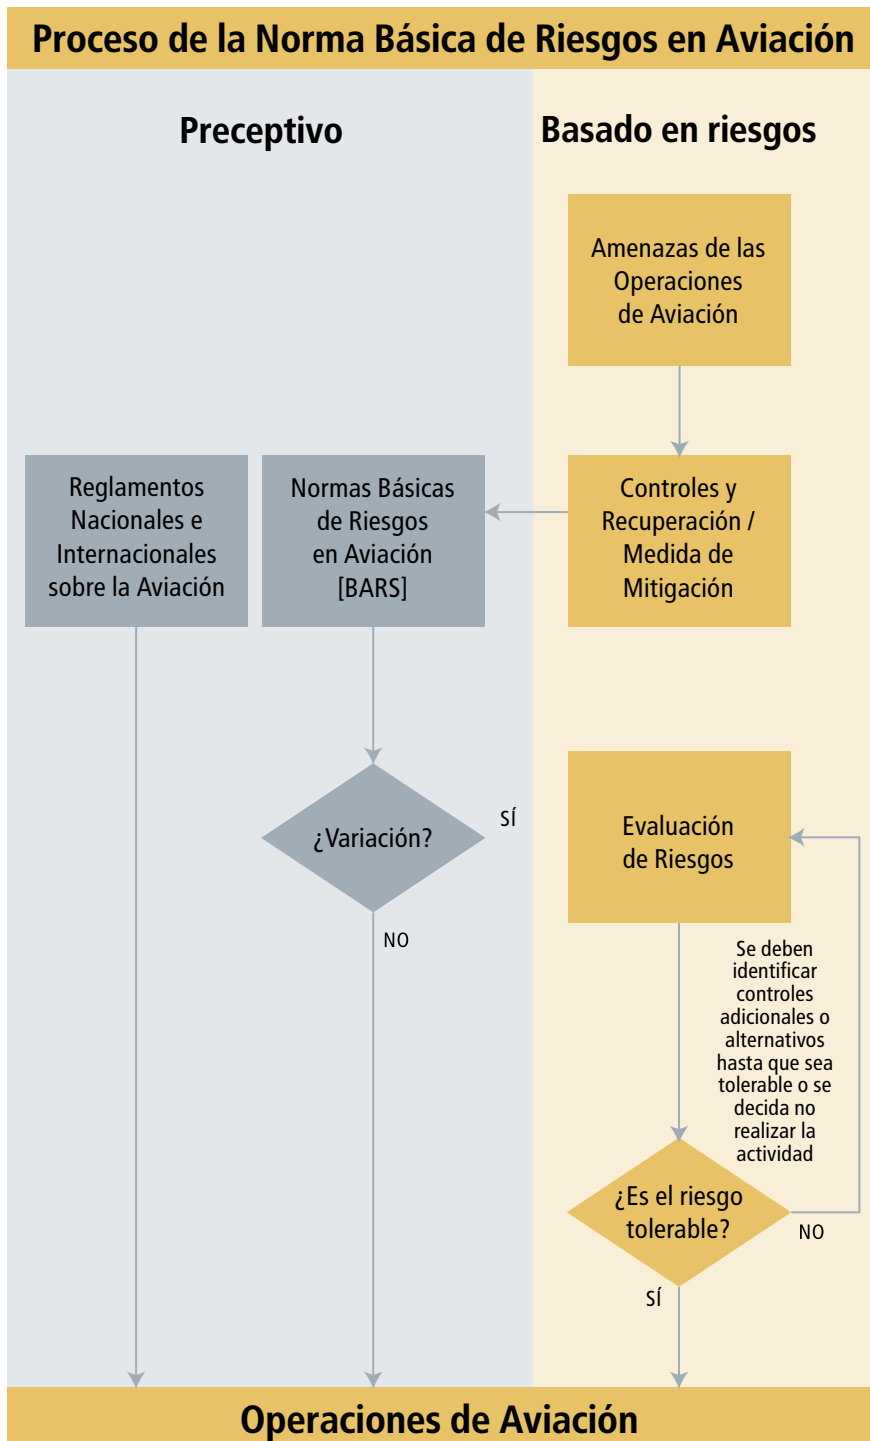 Proceso de la Norma Básica de Riesgos en Aviación
Preceptivo
Basado en riesgos
Amenazas de las
Operaciones
de Aviación
Reglamentos
Nacionales e
Internacionales
sobre la Aviación
Normas Básicas
de Riesgos
en Aviación
[BARS]
Controles y
Recuperación /
Medida de
Mitigación
¿Variación?
SÍ
NO
Evaluación
de Riesgos
Se deben
identificar
controles
adicionales o
alternativos
hasta que sea
tolerable o se
decida no
realizar la
actividad
¿Es el riesgo
tolerable?
NO
SÍ
Operaciones de Aviación